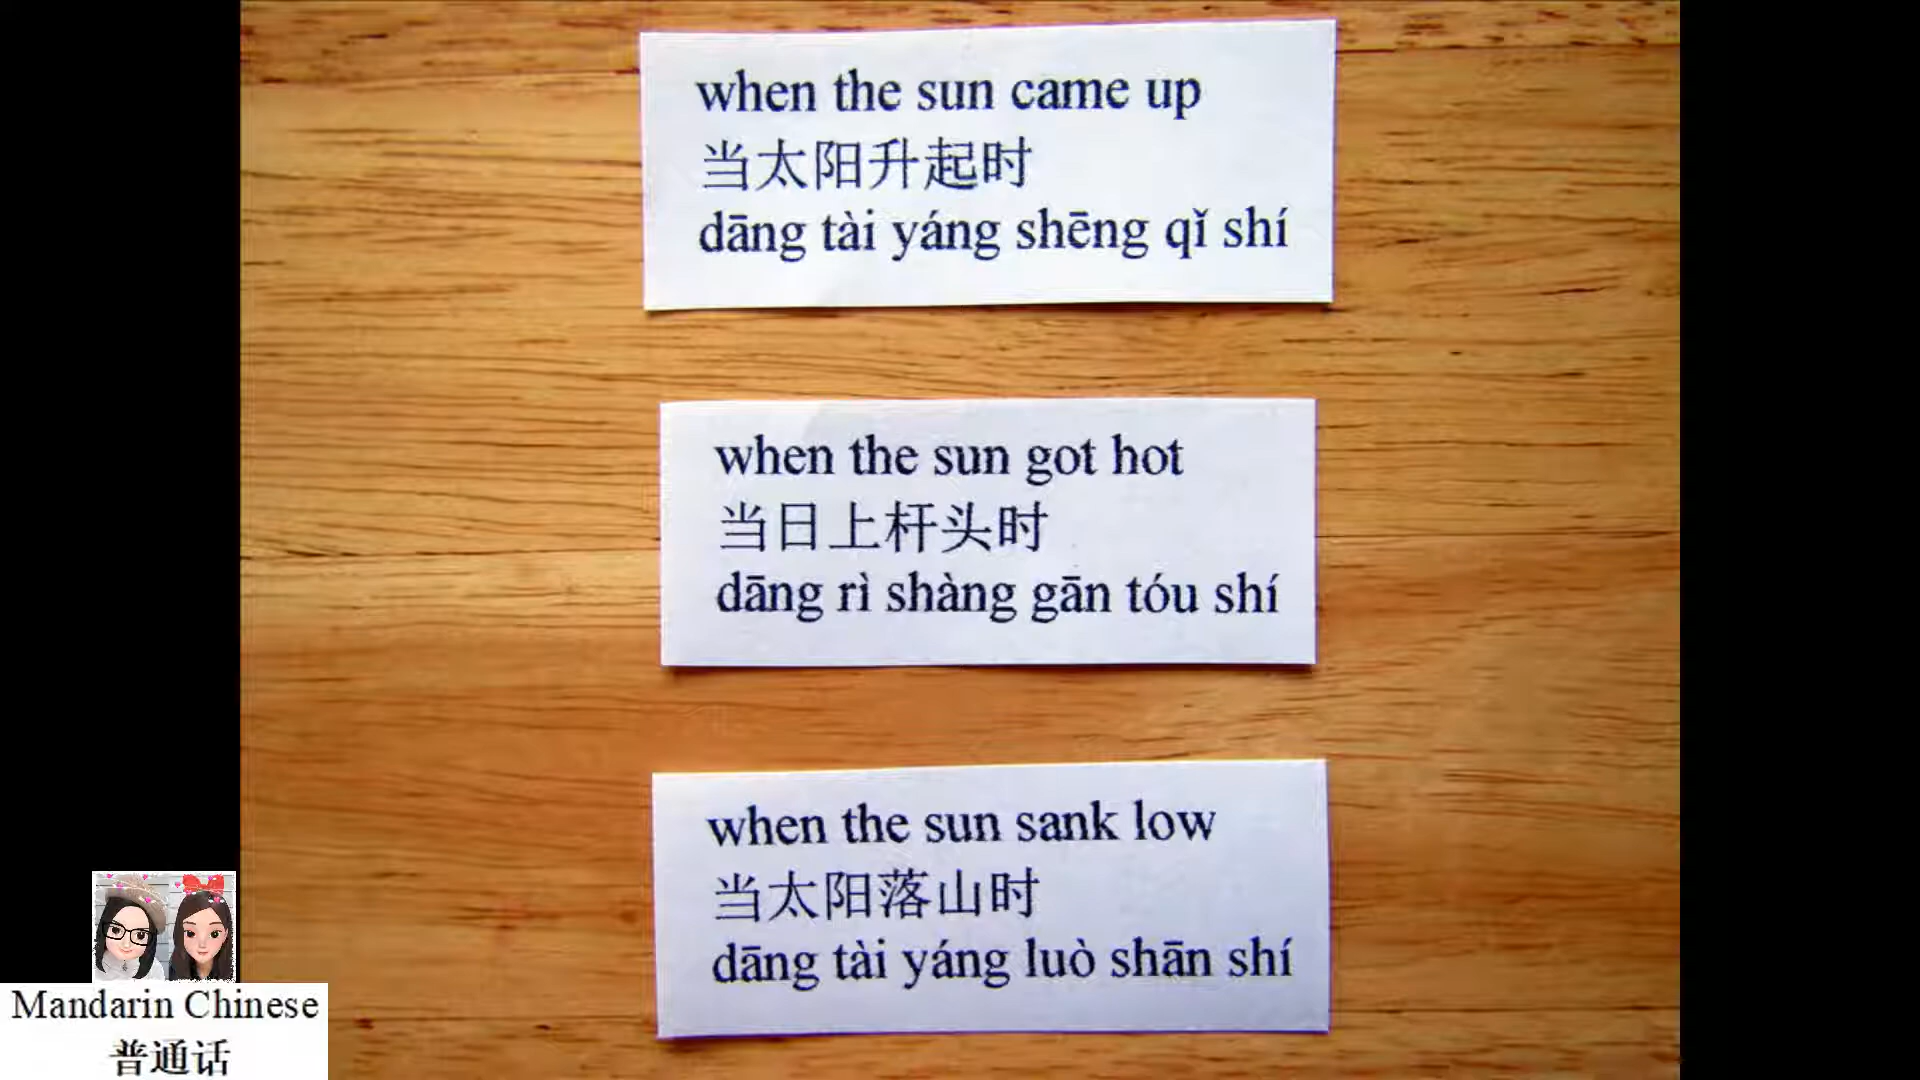 when the sun came up
当太阳升起时
dāng tài yáng shēng qǐ shí
when the sun got hot
当日上杆头时
dāng rì shàng gān tóu shí
when the sun sank low
当太阳落山时
dāng tài yáng luò shān shí
Mandarin Chinese
普通话